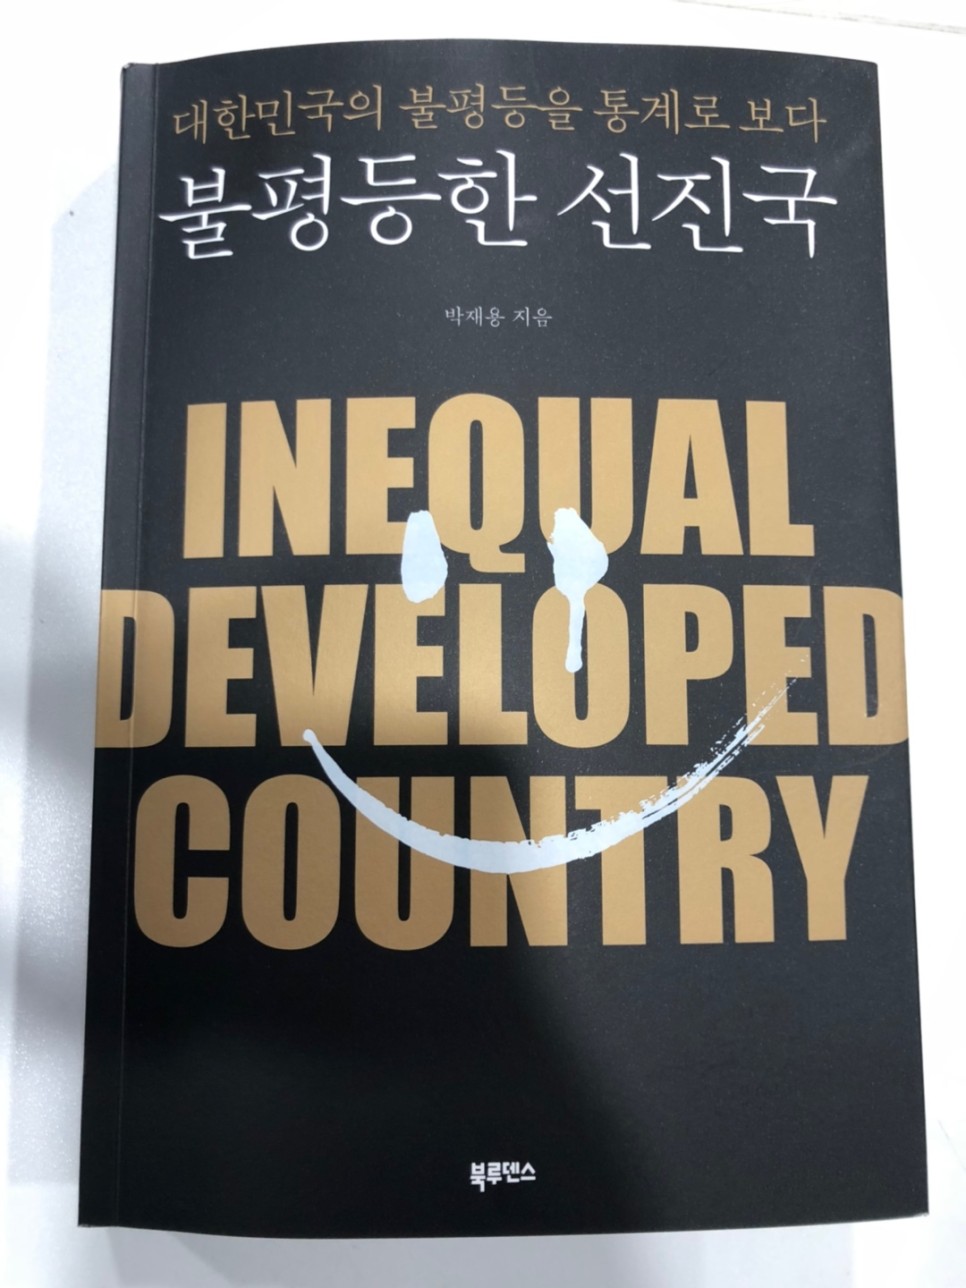 대한민국의 불평등을 통계로 보다
불평등한 선진국
박재용 지음
INEQUAL
DEVELOPED
COUNTRY
북루덴스